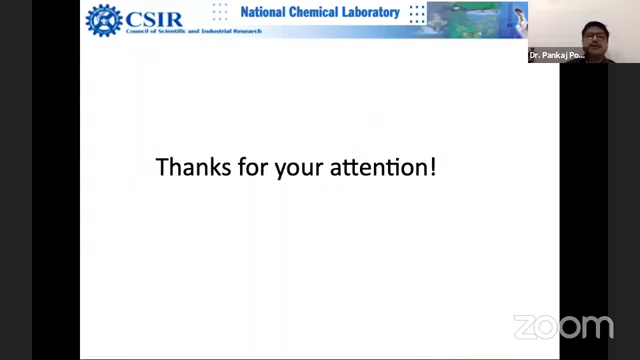 CSIR
Council of Scientific and Industrial Research
National Chemical Laboratory
Dr. Pankaj Po...
Thanks for your attention!
zoom